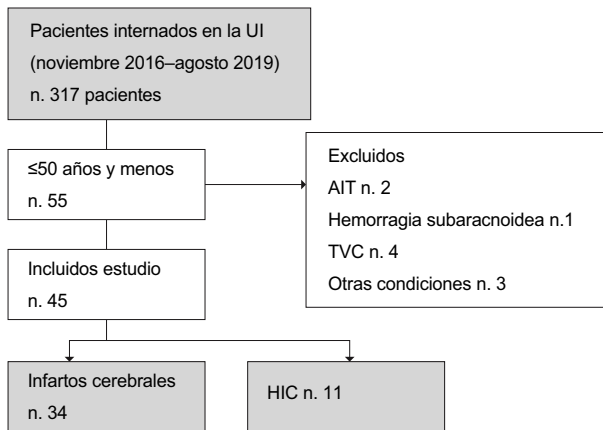 Pacientes internados en la UI
(noviembre 2016–agosto 2019)
n. 317 pacientes
≤50 años y menos
n. 55
Excluidos
AIT n. 2
Hemorragia subaracnoidea n.1
TVC n. 4
Otras condiciones n. 3
Incluidos estudio
n. 45
Infartos cerebrales
n. 34
HIC n. 11